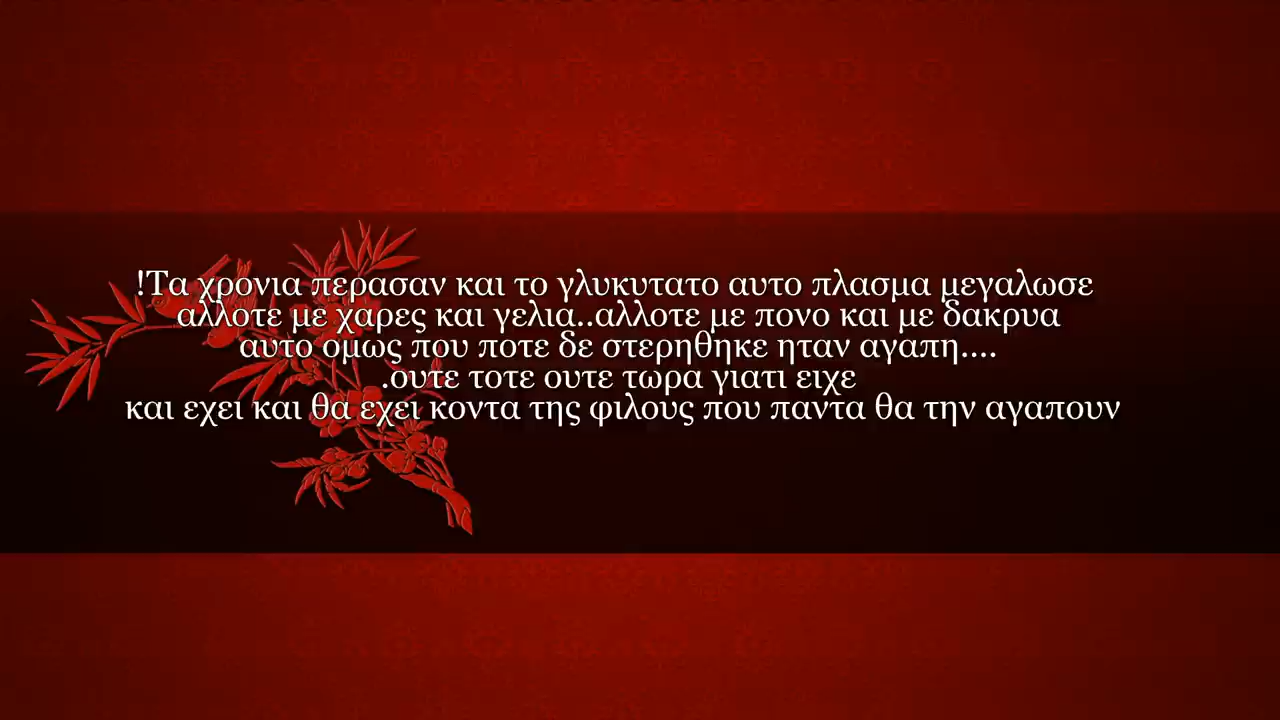 !Τα χρονια περασαν και το γλυκυτατο αυτο πλασμα μεγαλωσε
αλλοτε με χαρες και γελια..αλλοτε με πονο και με δακρυα
αυτο ομως που ποτε δε στερηθηκε ηταν αγαπη....
.ουτε τοτε ουτε τωρα γιατι ειχε
και εχει και θα εχει κοντα της φιλους που παντα θα την αγαπουν